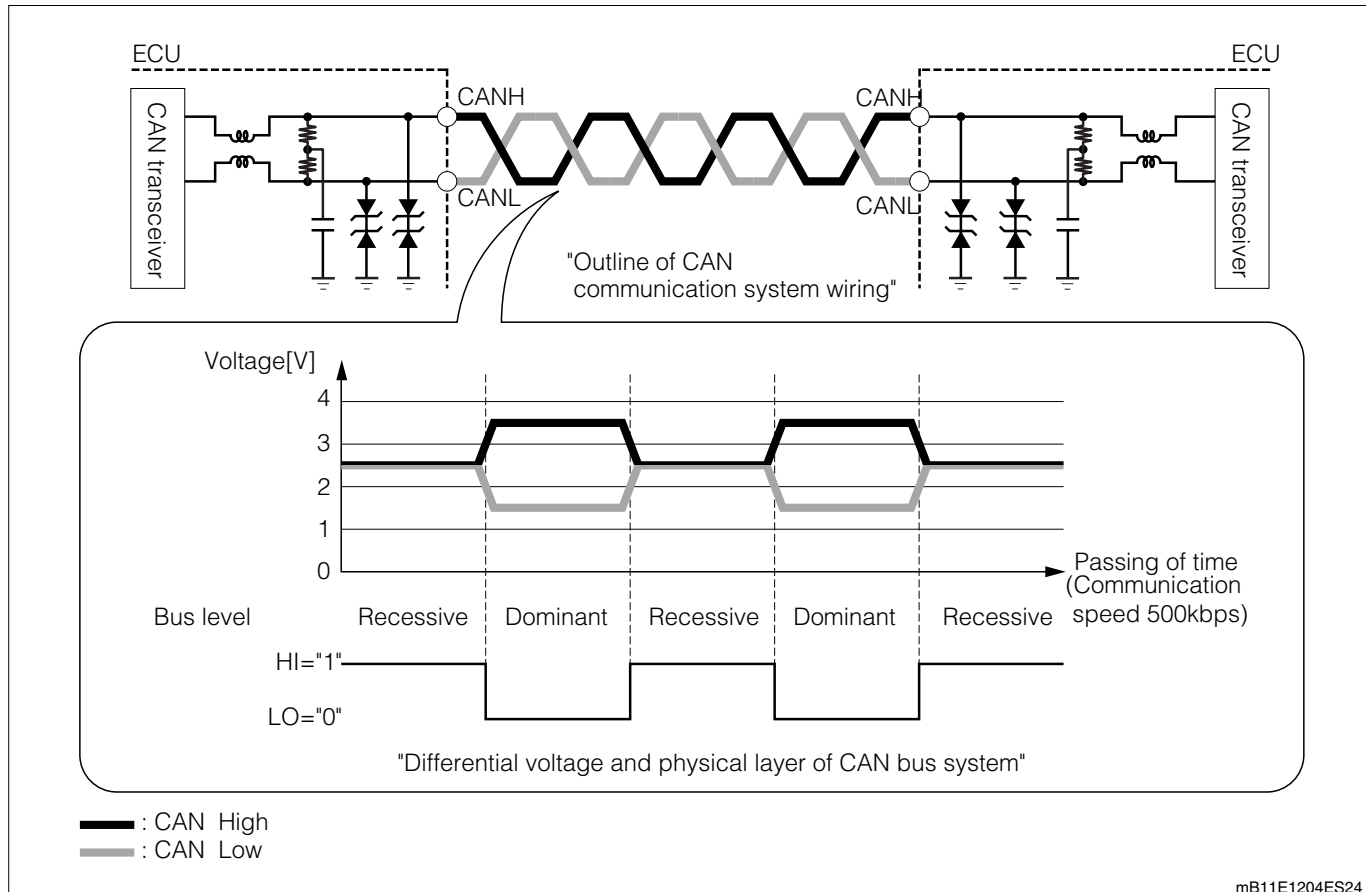 ECU
ECU
CAN transceiver
CANH
CANH
CAN transceiver
CANL
CANL
"Outline of CAN
communication system wiring"
Voltage[V]
4
3
2
1
0
Passing of time
(Communication
speed 500kbps)
Bus level
Recessive
Dominant
Recessive
Dominant
Recessive
HI="1"
LO="0"
"Differential voltage and physical layer of CAN bus system"
: CAN High
: CAN Low
mB11E1204ES24